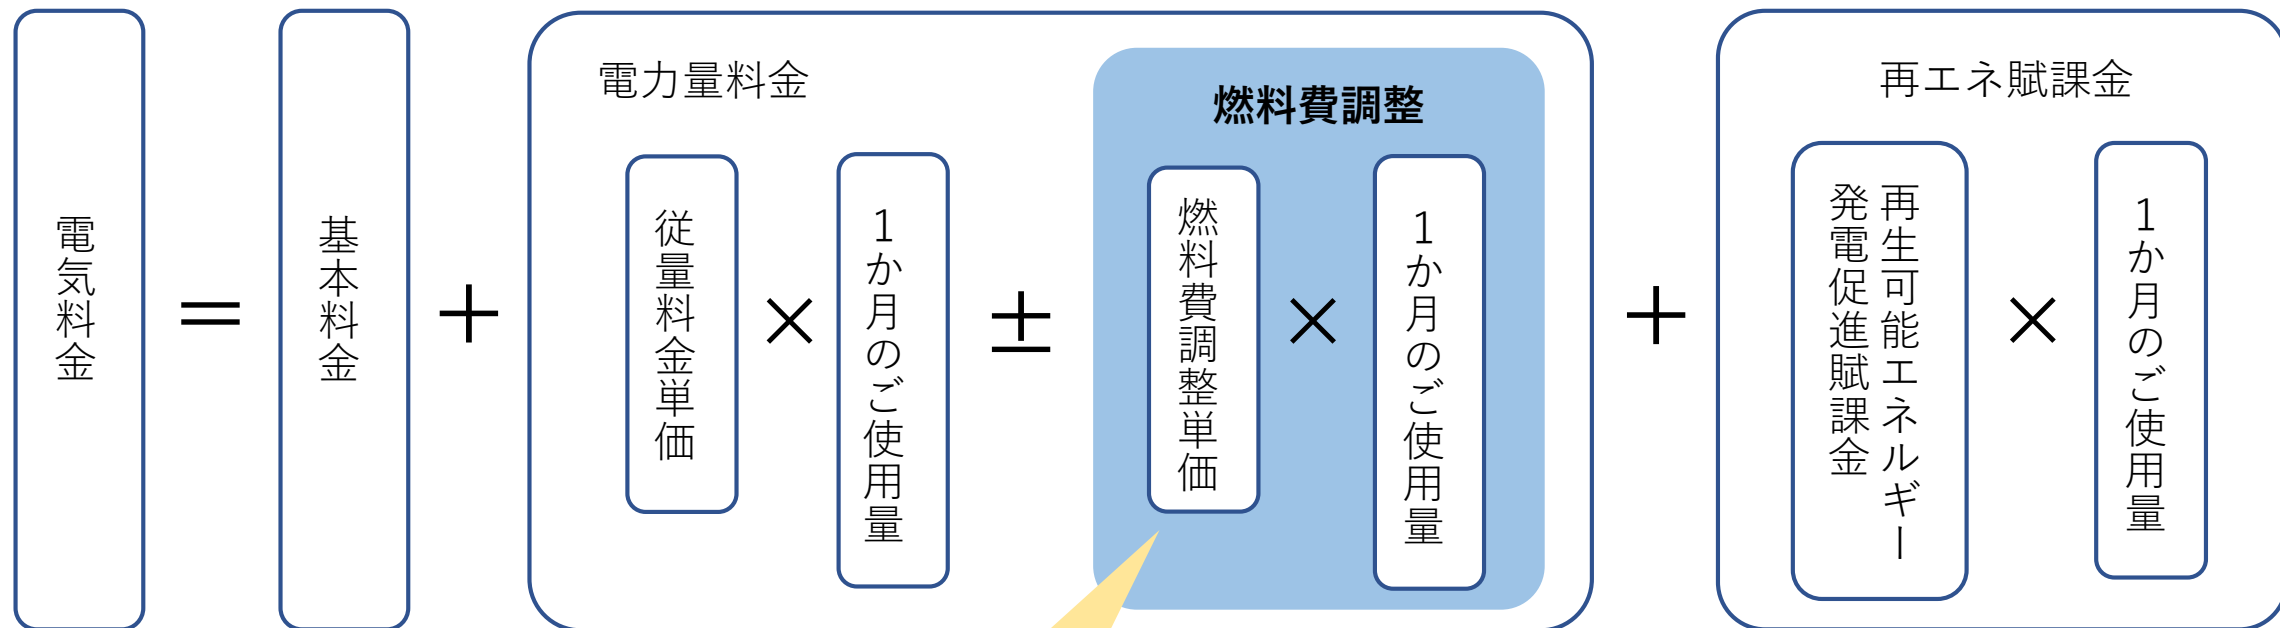 電気料金
＝
基本料金
＋
電力量料金
従量料金単価
×
1か月のご使用量
±
燃料費調整
燃料費調整単価
×
1か月のご使用量
＋
再エネ賦課金
再生可能エネルギー
発電促進賦課金
×
1か月のご使用量